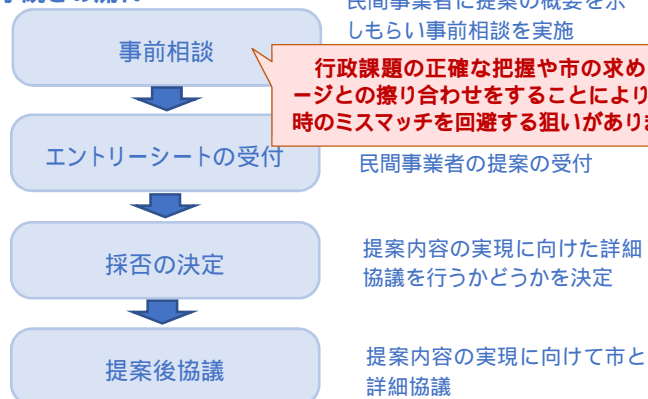 民間事業者に提案の概要を示
しもらい事前相談を実施
事前相談
行政課題の正確な把握や市の求め
ージとの擦り合わせをすることにより
時のミスマッチを回避する狙いがありま
エントリーシートの受付
民間事業者の提案の受付
採否の決定
提案内容の実現に向けた詳細
協議を行うかどうかを決定
提案後協議
提案内容の実現に向けて市と
詳細協議